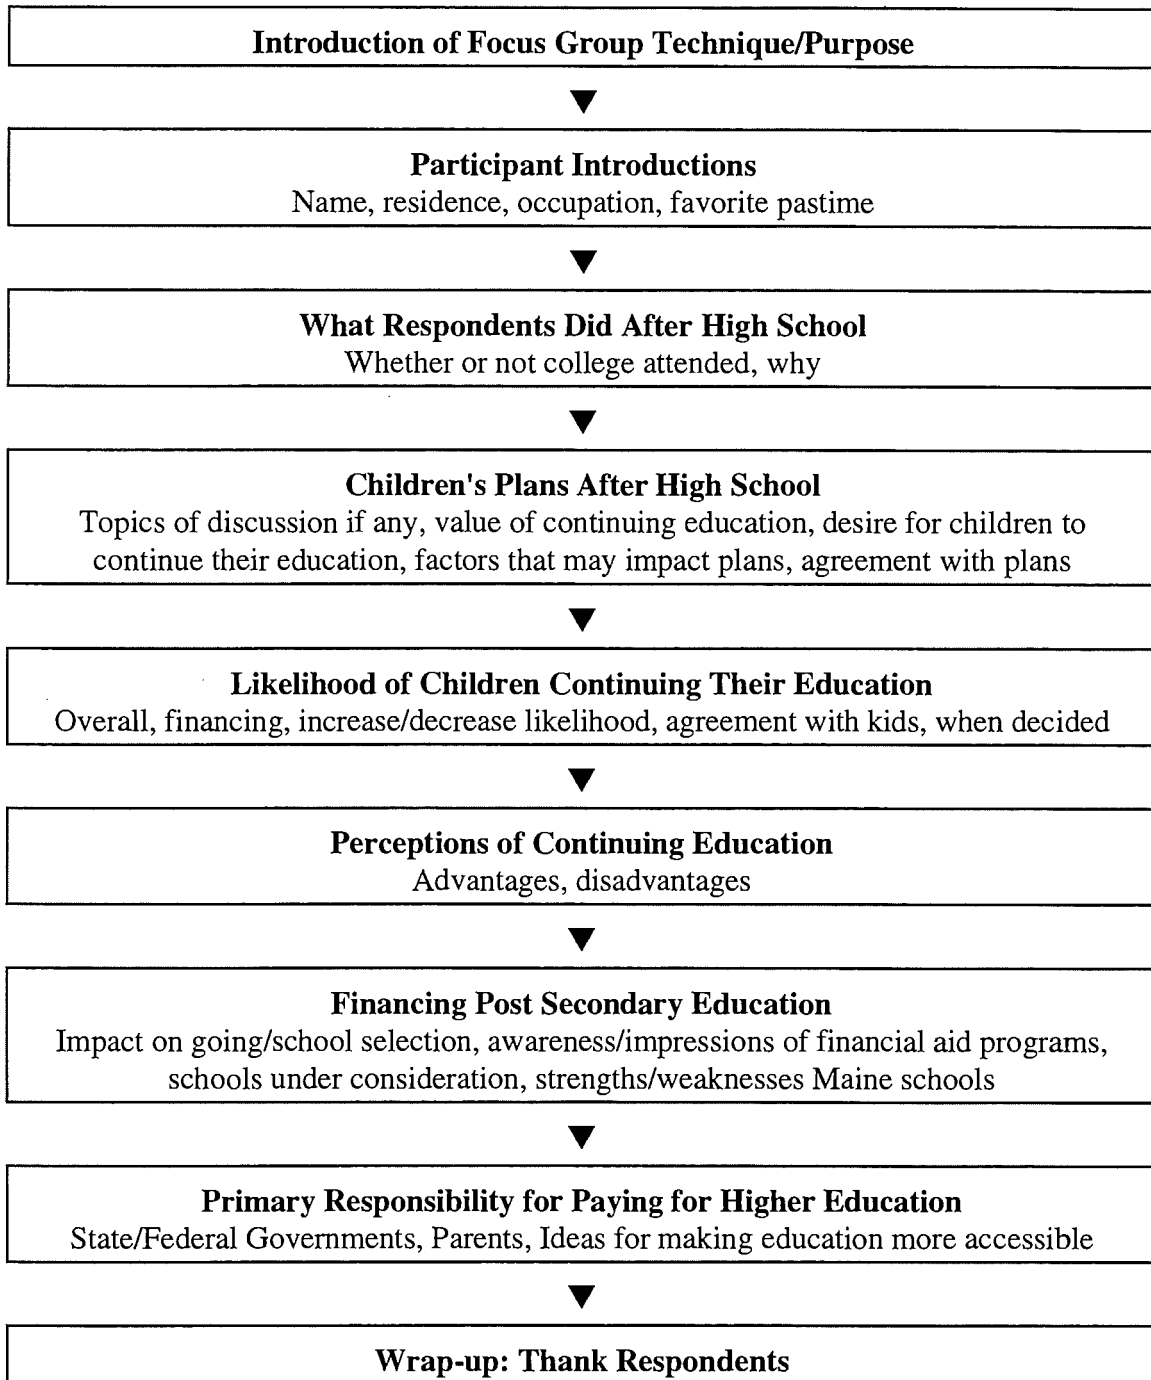 Introduction of Focus Group Technique/Purpose
Participant Introductions
Name, residence, occupation, favorite pastime
What Respondents Did After High School
Whether or not college attended, why
Children's Plans After High School
Topics of discussion if any, value of continuing education, desire for children to
continue their education, factors that may impact plans, agreement with plans
Likelihood of Children Continuing Their Education
Overall, financing, increase/decrease likelihood, agreement with kids, when decided
Perceptions of Continuing Education
Advantages, disadvantages
Financing Post Secondary Education
Impact on going/school selection, awareness/impressions of financial aid programs,
schools under consideration, strengths/weaknesses Maine schools
Primary Responsibility for Paying for Higher Education
State/Federal Governments, Parents, Ideas for making education more accessible
Wrap-up: Thank Respondents